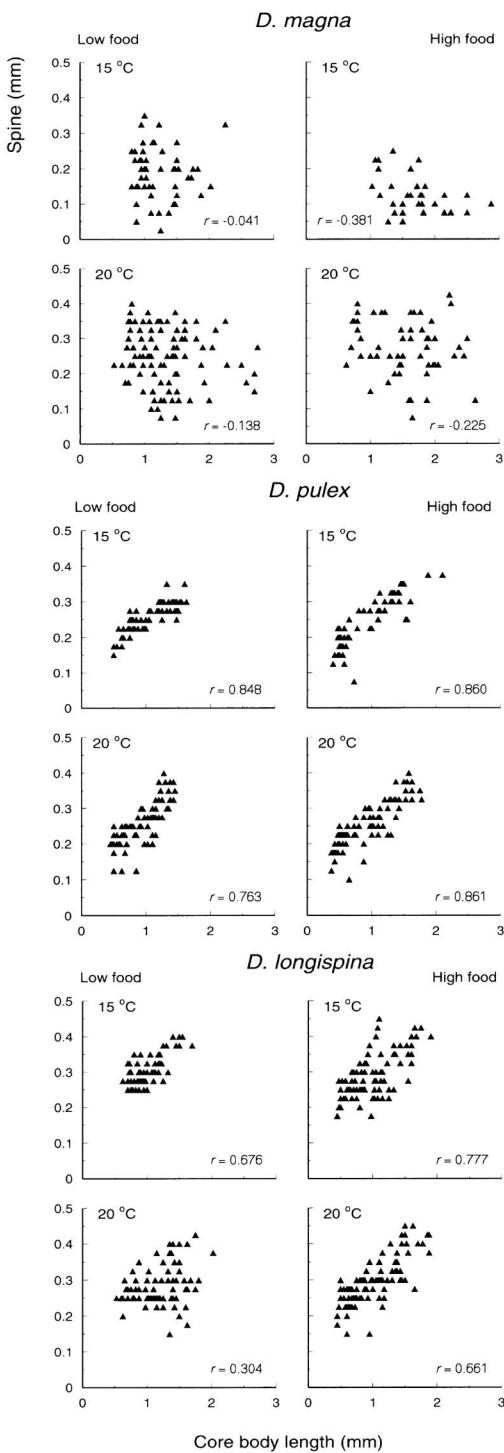 D. magna
Low food
High food
Spine (mm)
15 °C
15 °C
0.5
0.4
0.3
0.2
0.1
0
r = -0.041
r = -0.381
20 °C
20 °C
0.5
0.4
0.3
0.2
0.1
0
r = -0.138
r = -0.225
0 1 2 3 0 1 2 3
D. pulex
Low food
High food
15 °C
15 °C
0.5
0.4
0.3
0.2
0.1
0
r = 0.848
r = 0.860
20 °C
20 °C
0.5
0.4
0.3
0.2
0.1
0
r = 0.763
r = 0.861
0 1 2 3 0 1 2 3
D. longispina
Low food
High food
15 °C
15 °C
0.5
0.4
0.3
0.2
0.1
0
r = 0.676
r = 0.777
20 °C
20 °C
0.5
0.4
0.3
0.2
0.1
0
r = 0.304
r = 0.661
0 1 2 3 0 1 2 3
Core body length (mm)